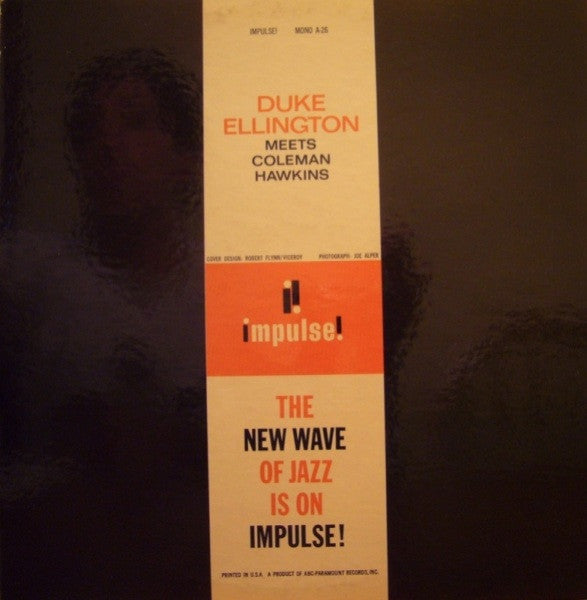 IMPULSE! MONO A-26
DUKE
ELLINGTON
MEETS
COLEMAN
HAWKINS
COVER DESIGN: ROBERT FLYNN/VICEROY PHOTOGRAPH: JOE ALPER
impulse!
THE
NEW WAVE
OF JAZZ
IS ON
IMPULSE!
PRINTED IN U.S.A. A PRODUCT OF ABC-PARAMOUNT RECORDS, INC.